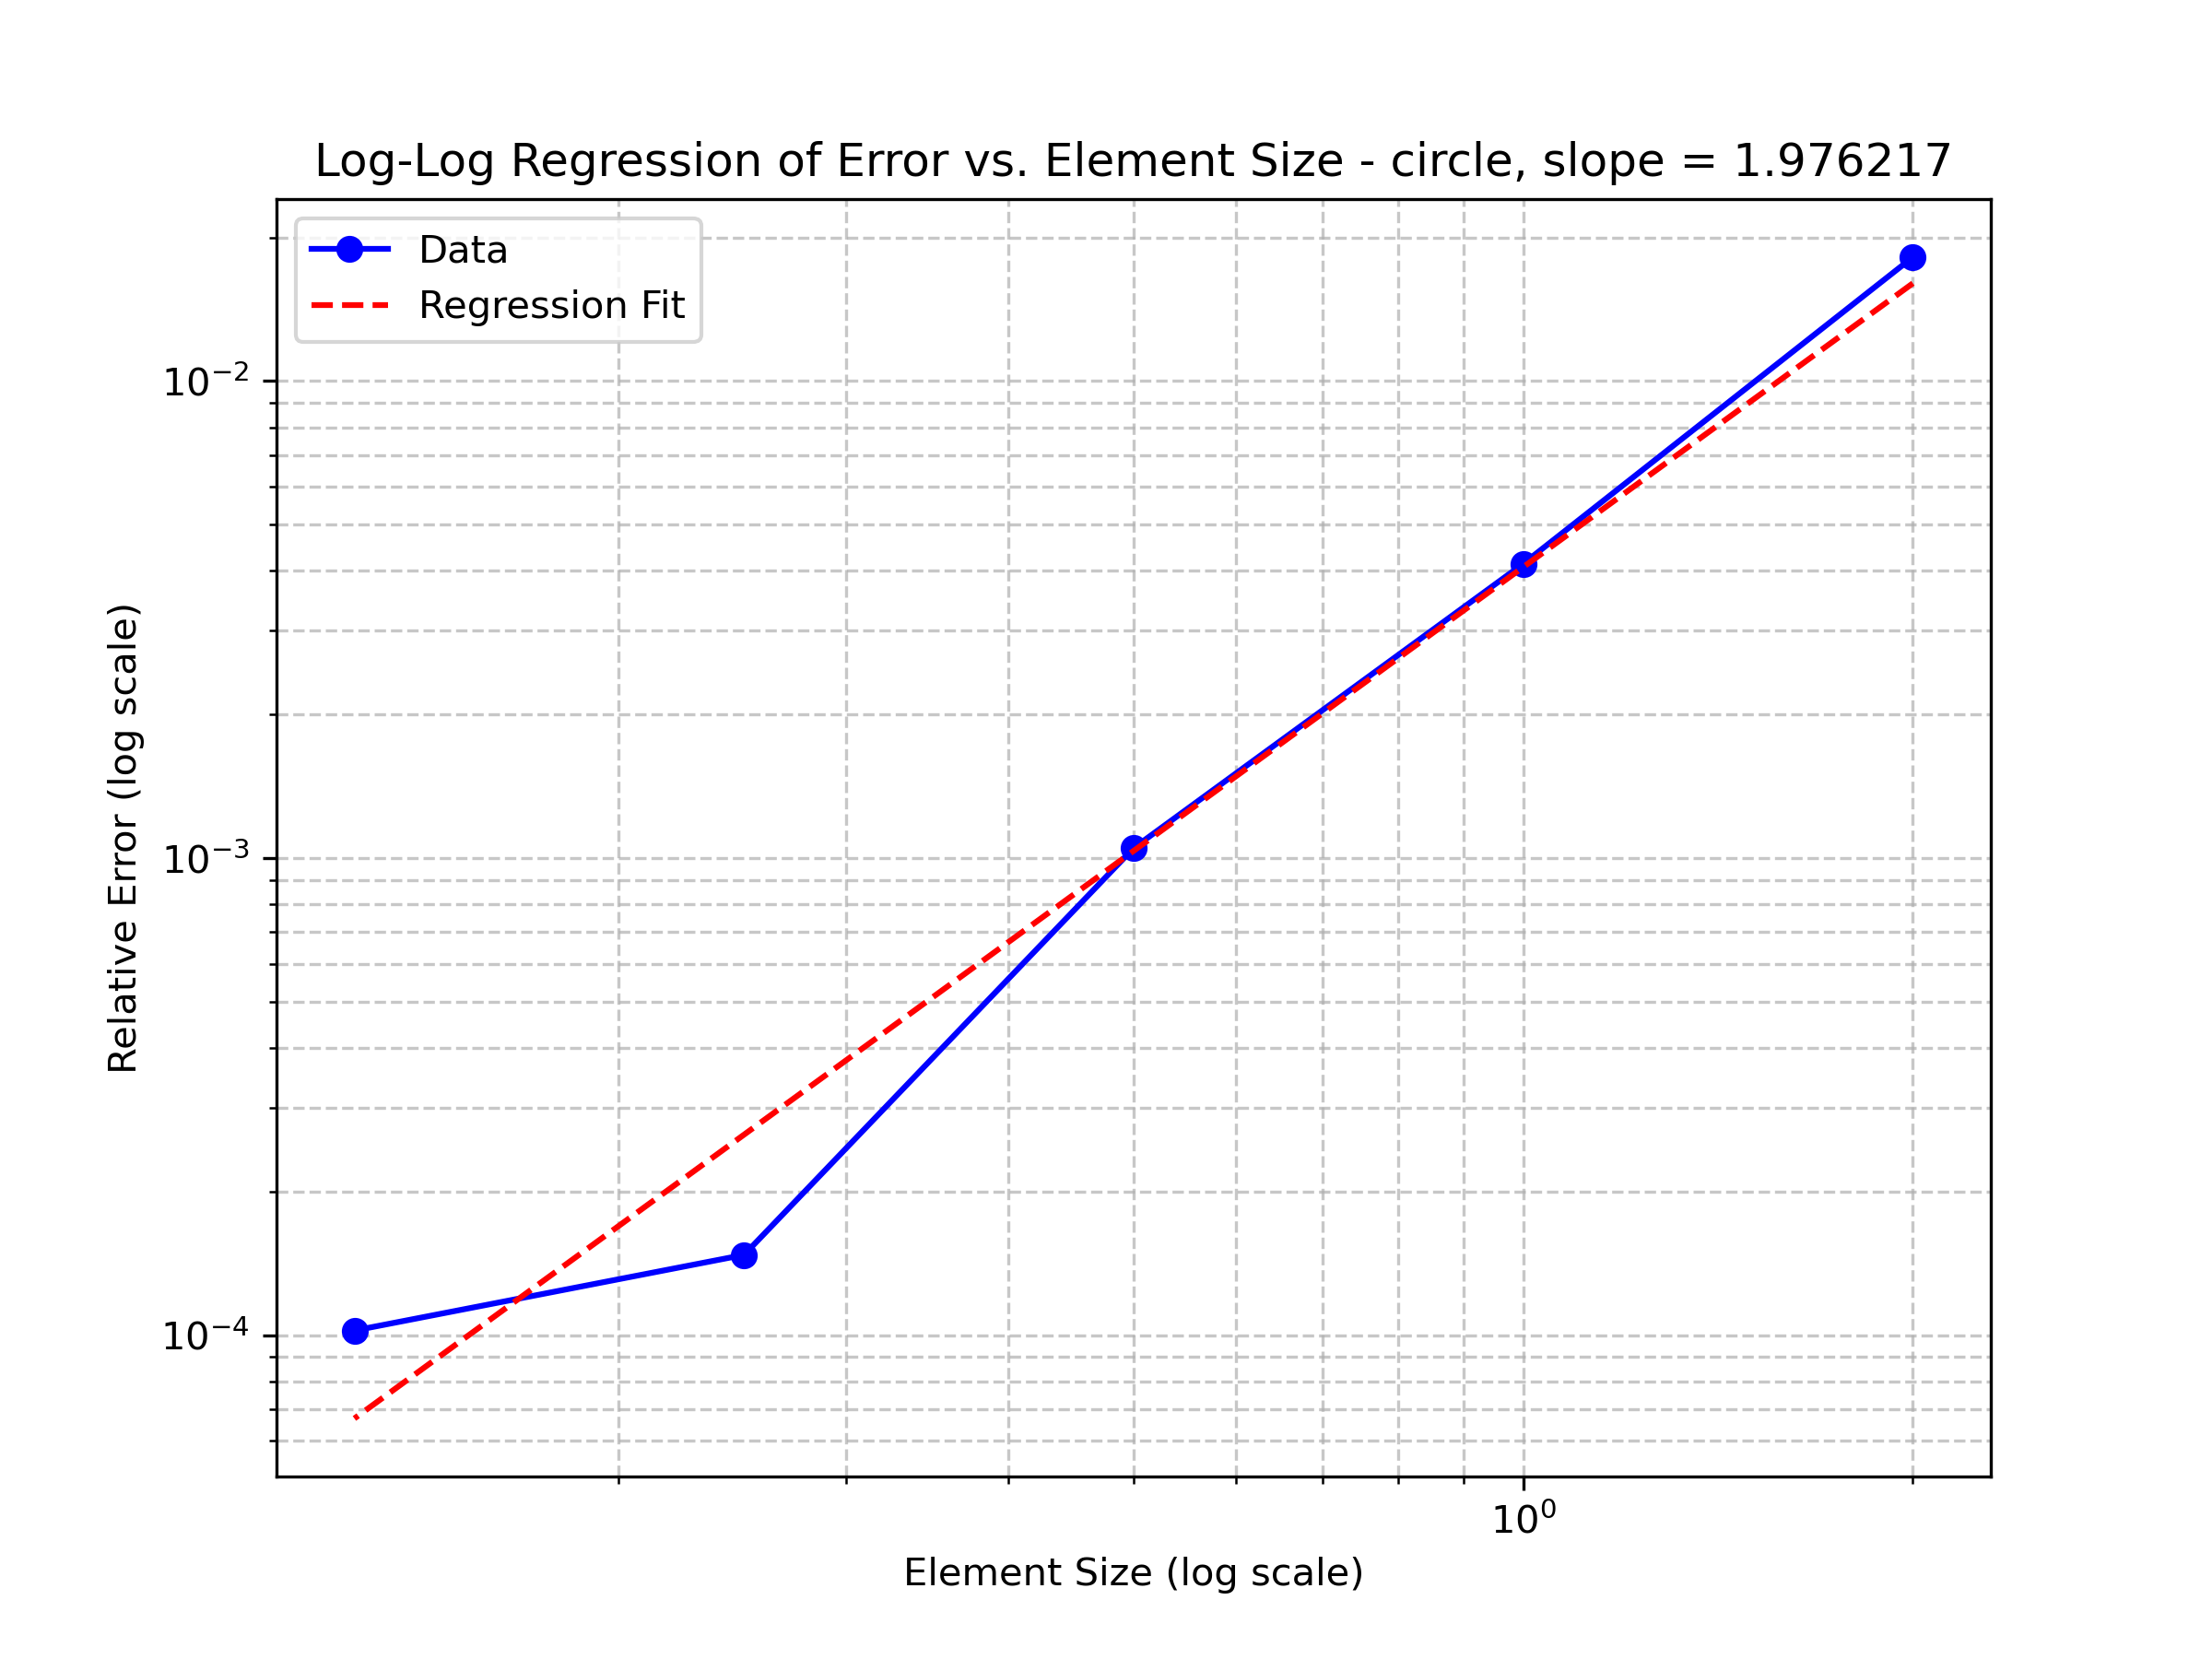 Log-Log Regression of Error vs. Element Size - circle, slope = 1.976217
Data
Regression Fit
10⁻²
10⁻³
10⁻⁴
Relative Error (log scale)
10⁰
Element Size (log scale)